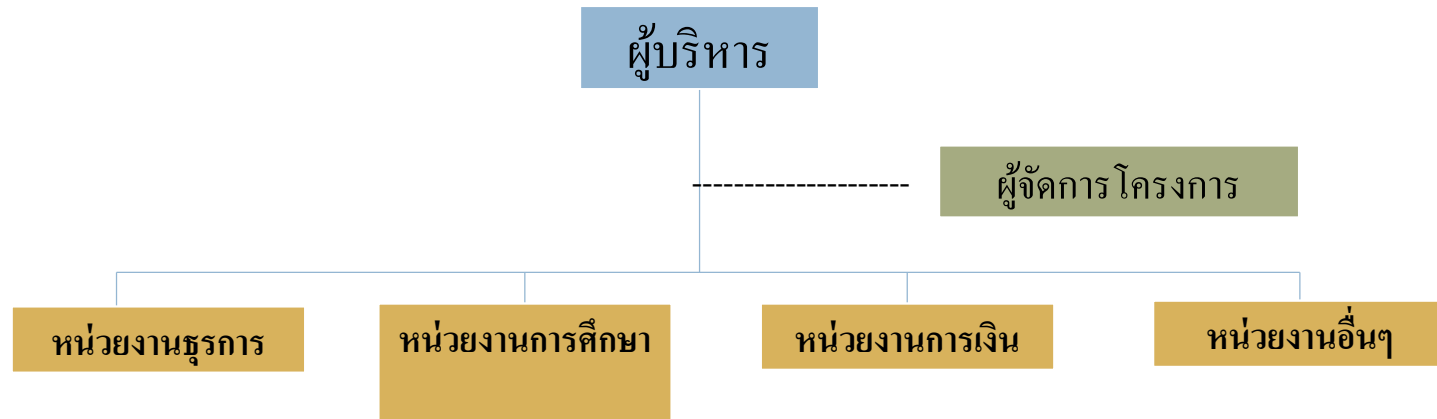 ผู้บริหาร
ผู้จัดการโครงการ
หน่วยงานธุรการ
หน่วยงานการศึกษา
หน่วยงานการเงิน
หน่วยงานอื่นๆ